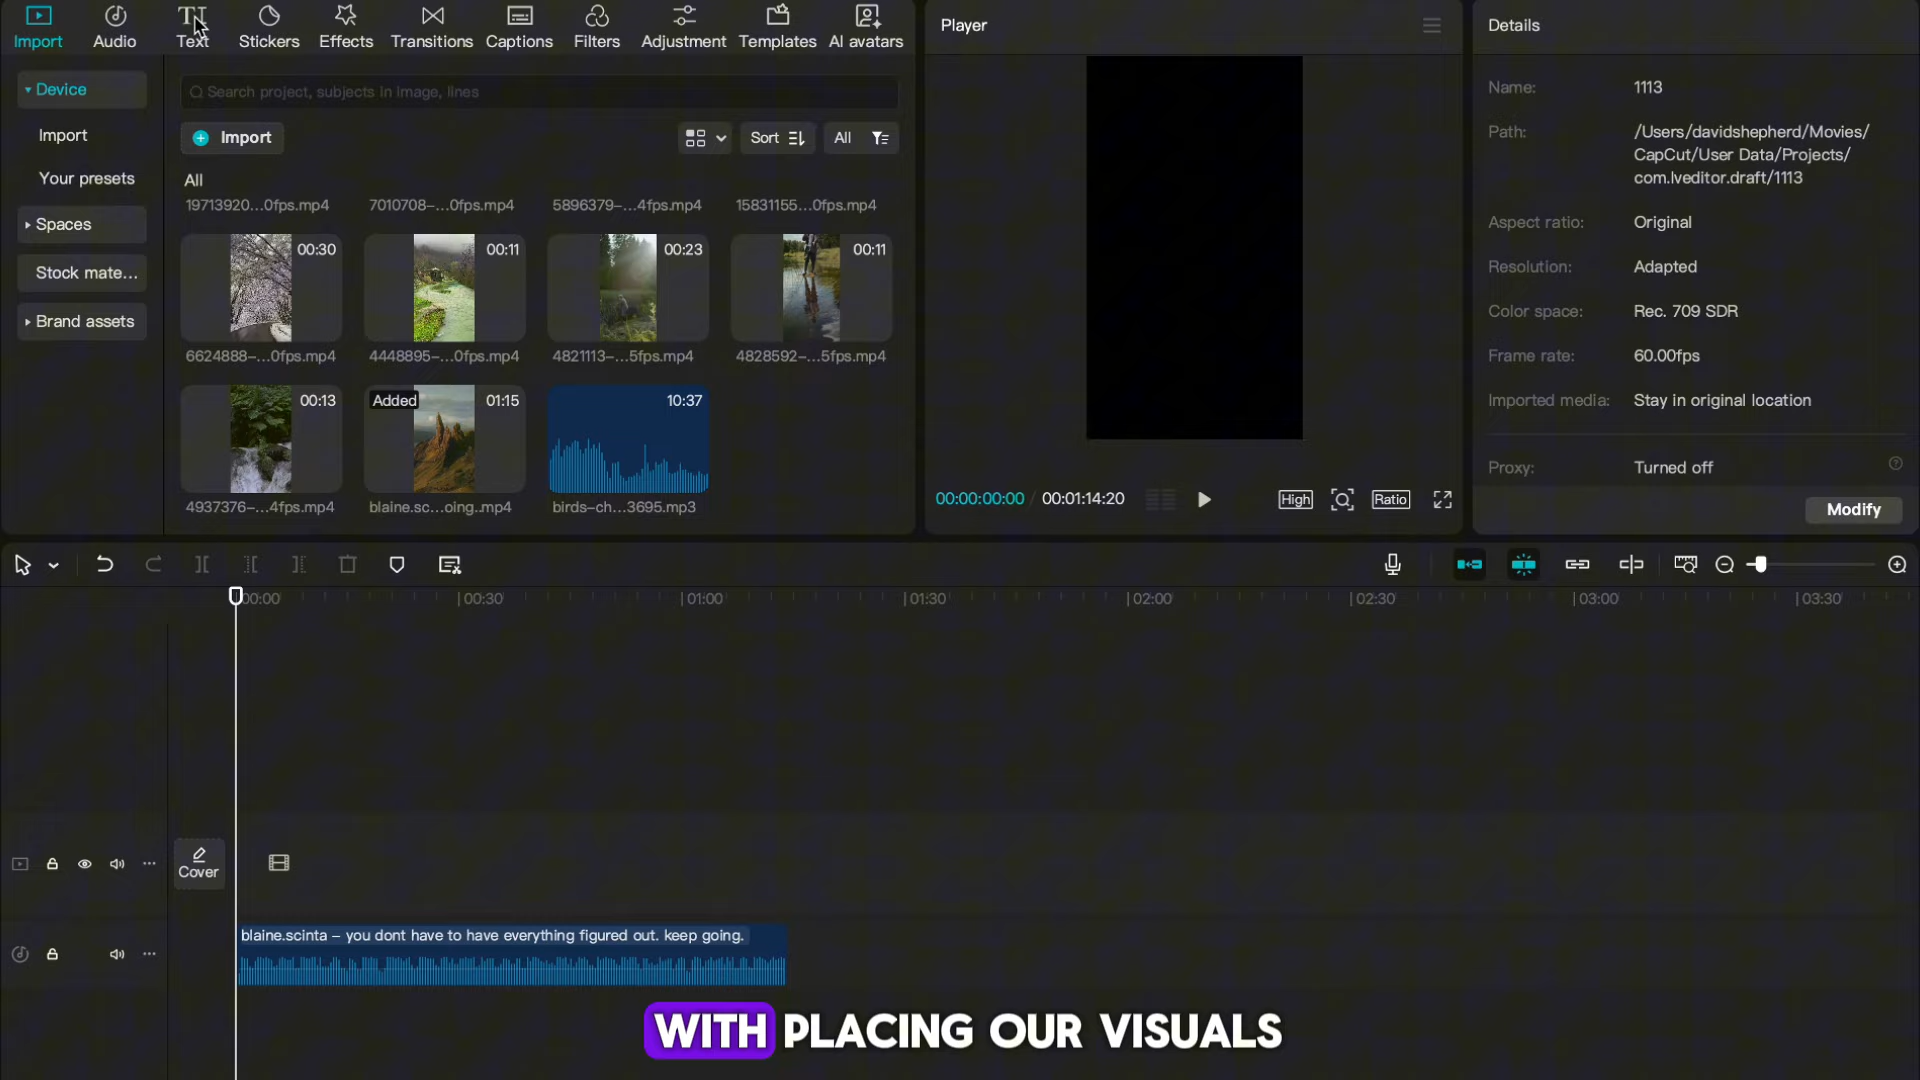 Import
Audio
Text
Stickers
Effects
Transitions
Captions
Filters
Adjustment
Templates
AI avatars
Device
Import
Your presets
Spaces
Stock mate...
Brand assets
Search project, subjects in image, lines
Import
Sort
All
All
19713920...0fps.mp4
7010708-...0fps.mp4
5896379-...4fps.mp4
15831155...0fps.mp4
00:30
00:11
00:23
00:11
6624888-...0fps.mp4
4448895-...0fps.mp4
4821113-...5fps.mp4
4828592-...5fps.mp4
00:13
Added
01:15
10:37
4937376-...4fps.mp4
blaine.sc...oing..mp4
birds-ch...3695.mp3
Player
00:00:00:00 / 00:01:14:20
High
Ratio
Details
Name: 1113
Path: /Users/davidshepherd/Movies/
CapCut/User Data/Projects/
com.lveditor.draft/1113
Aspect ratio: Original
Resolution: Adapted
Color space: Rec. 709 SDR
Frame rate: 60.00fps
Imported media: Stay in original location
Proxy: Turned off
Modify
00:00
00:30
01:00
01:30
02:00
02:30
03:00
03:30
Cover
blaine.scinta – you dont have to have everything figured out. keep going.
WITH PLACING OUR VISUALS